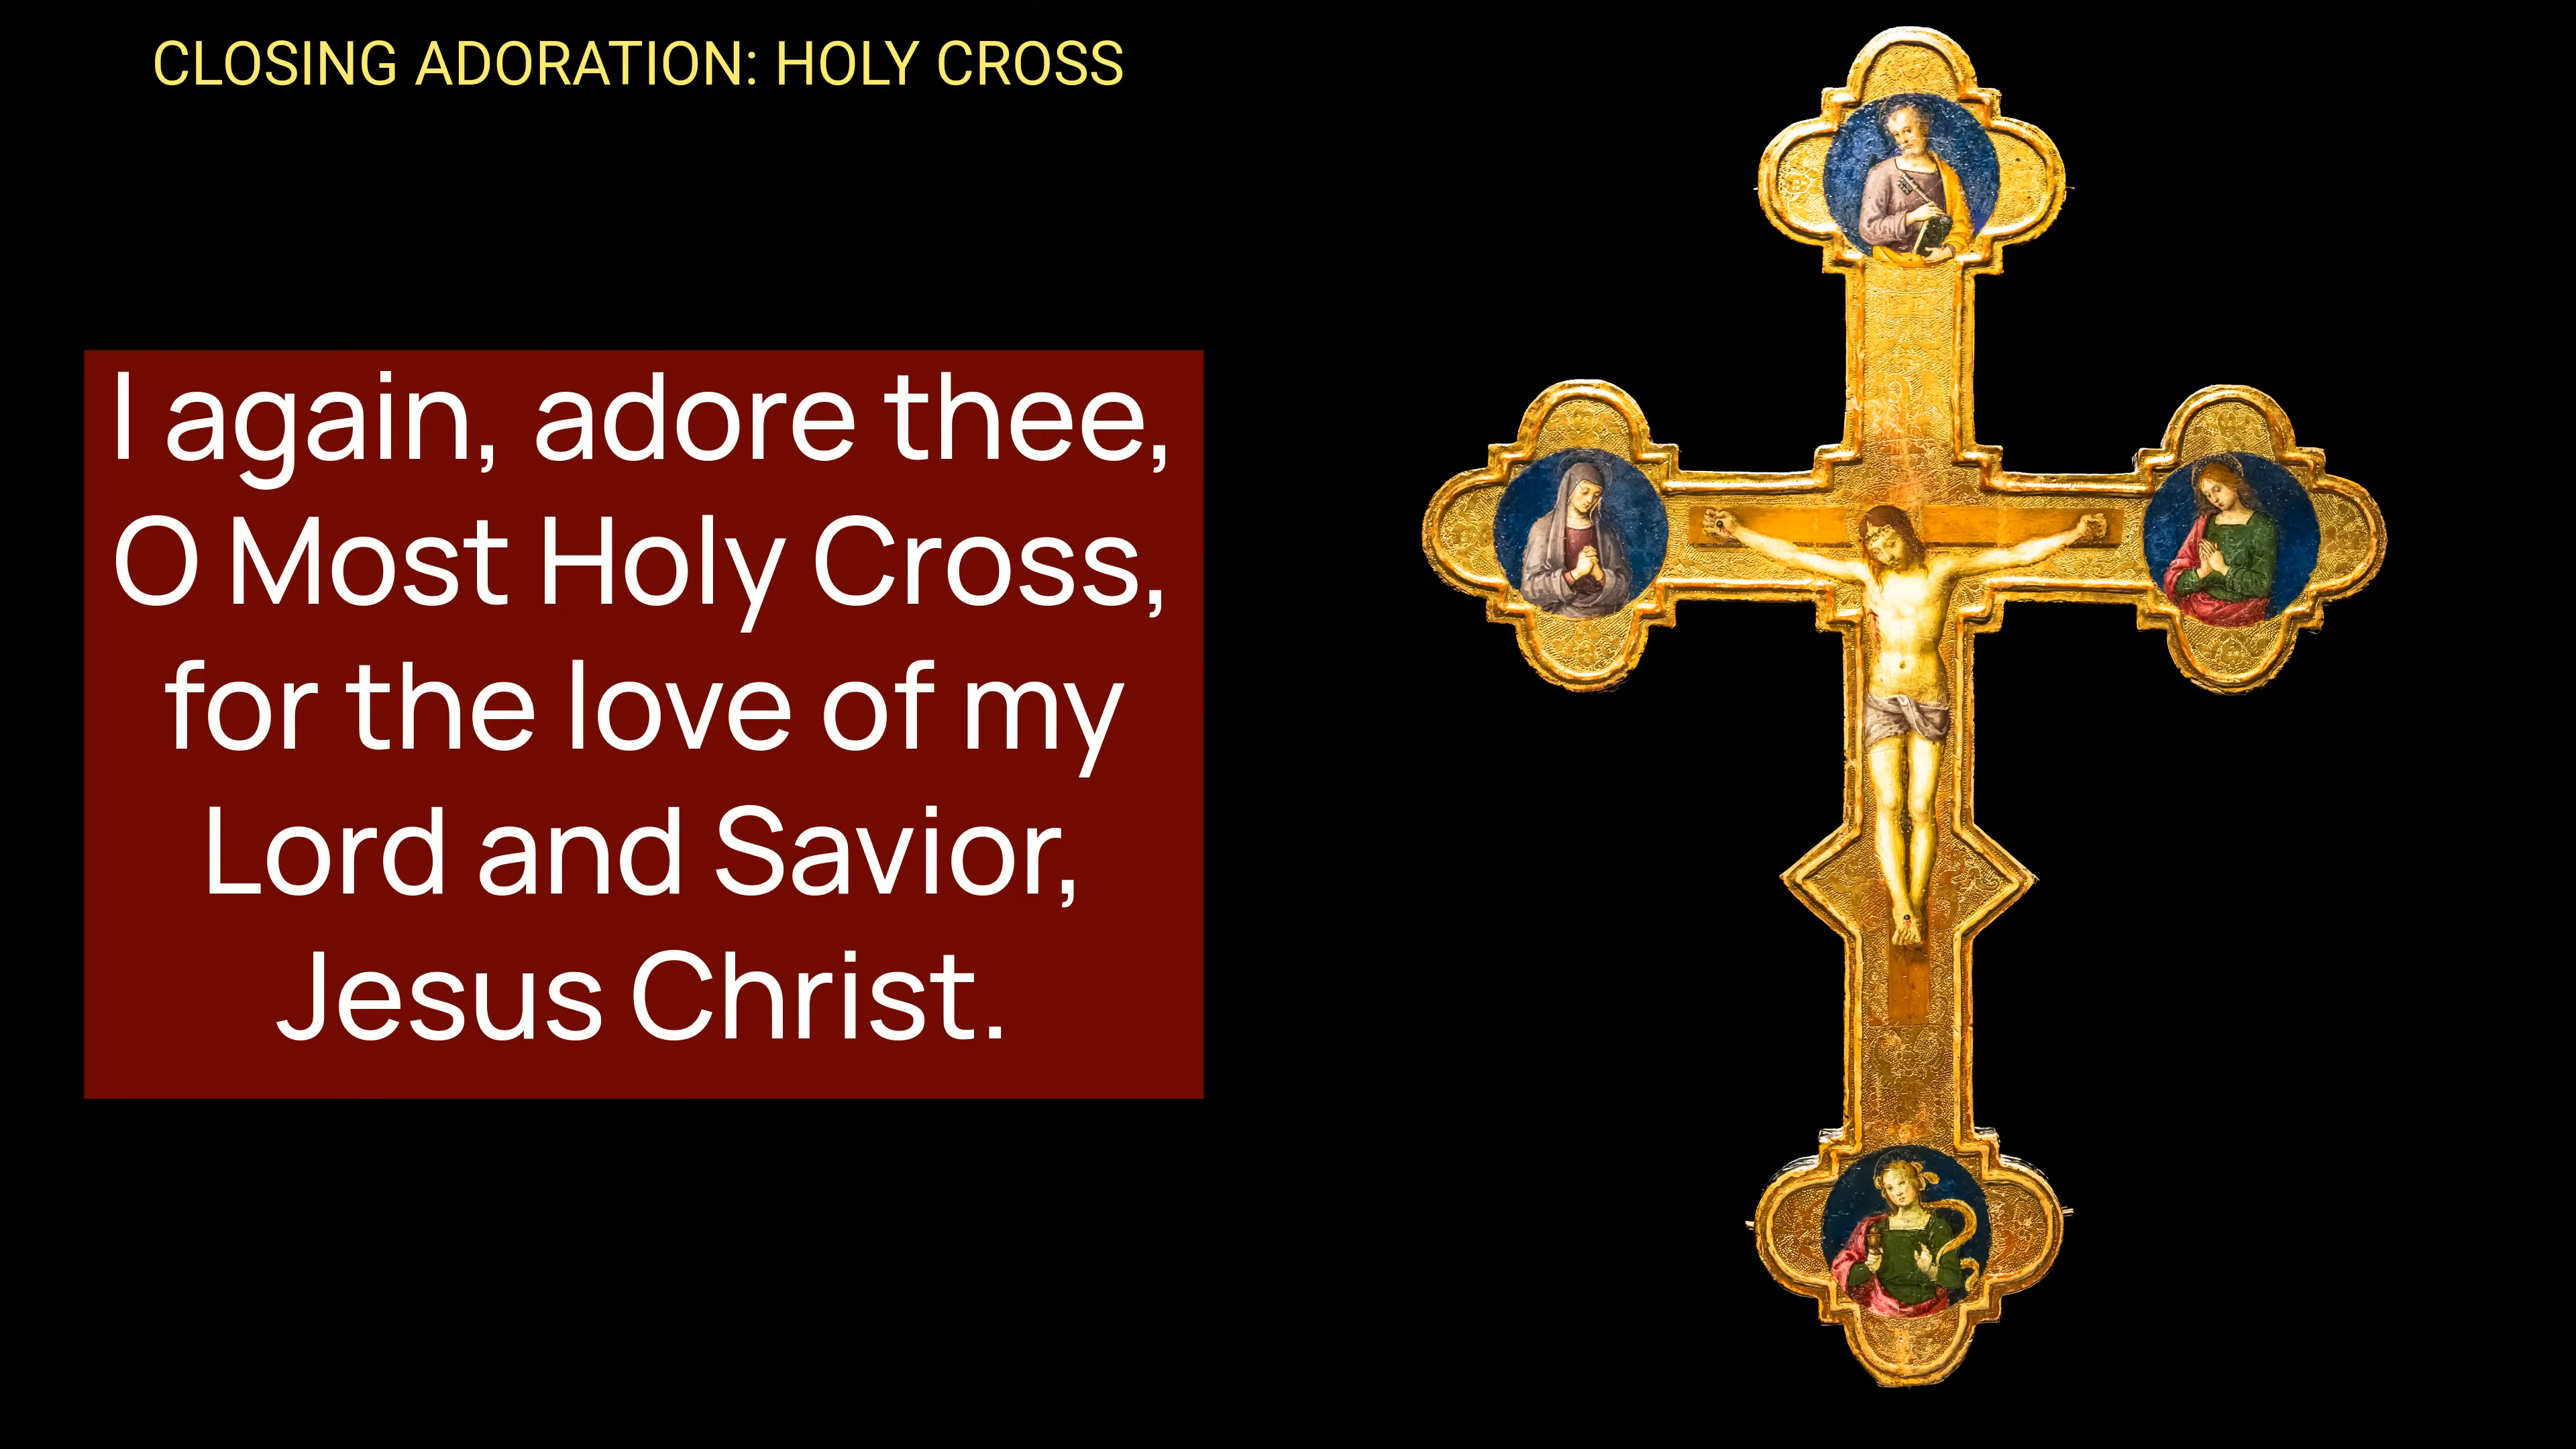 CLOSING ADORATION: HOLY CROSS
I again, adore thee,
O Most Holy Cross,
for the love of my
Lord and Savior,
Jesus Christ.